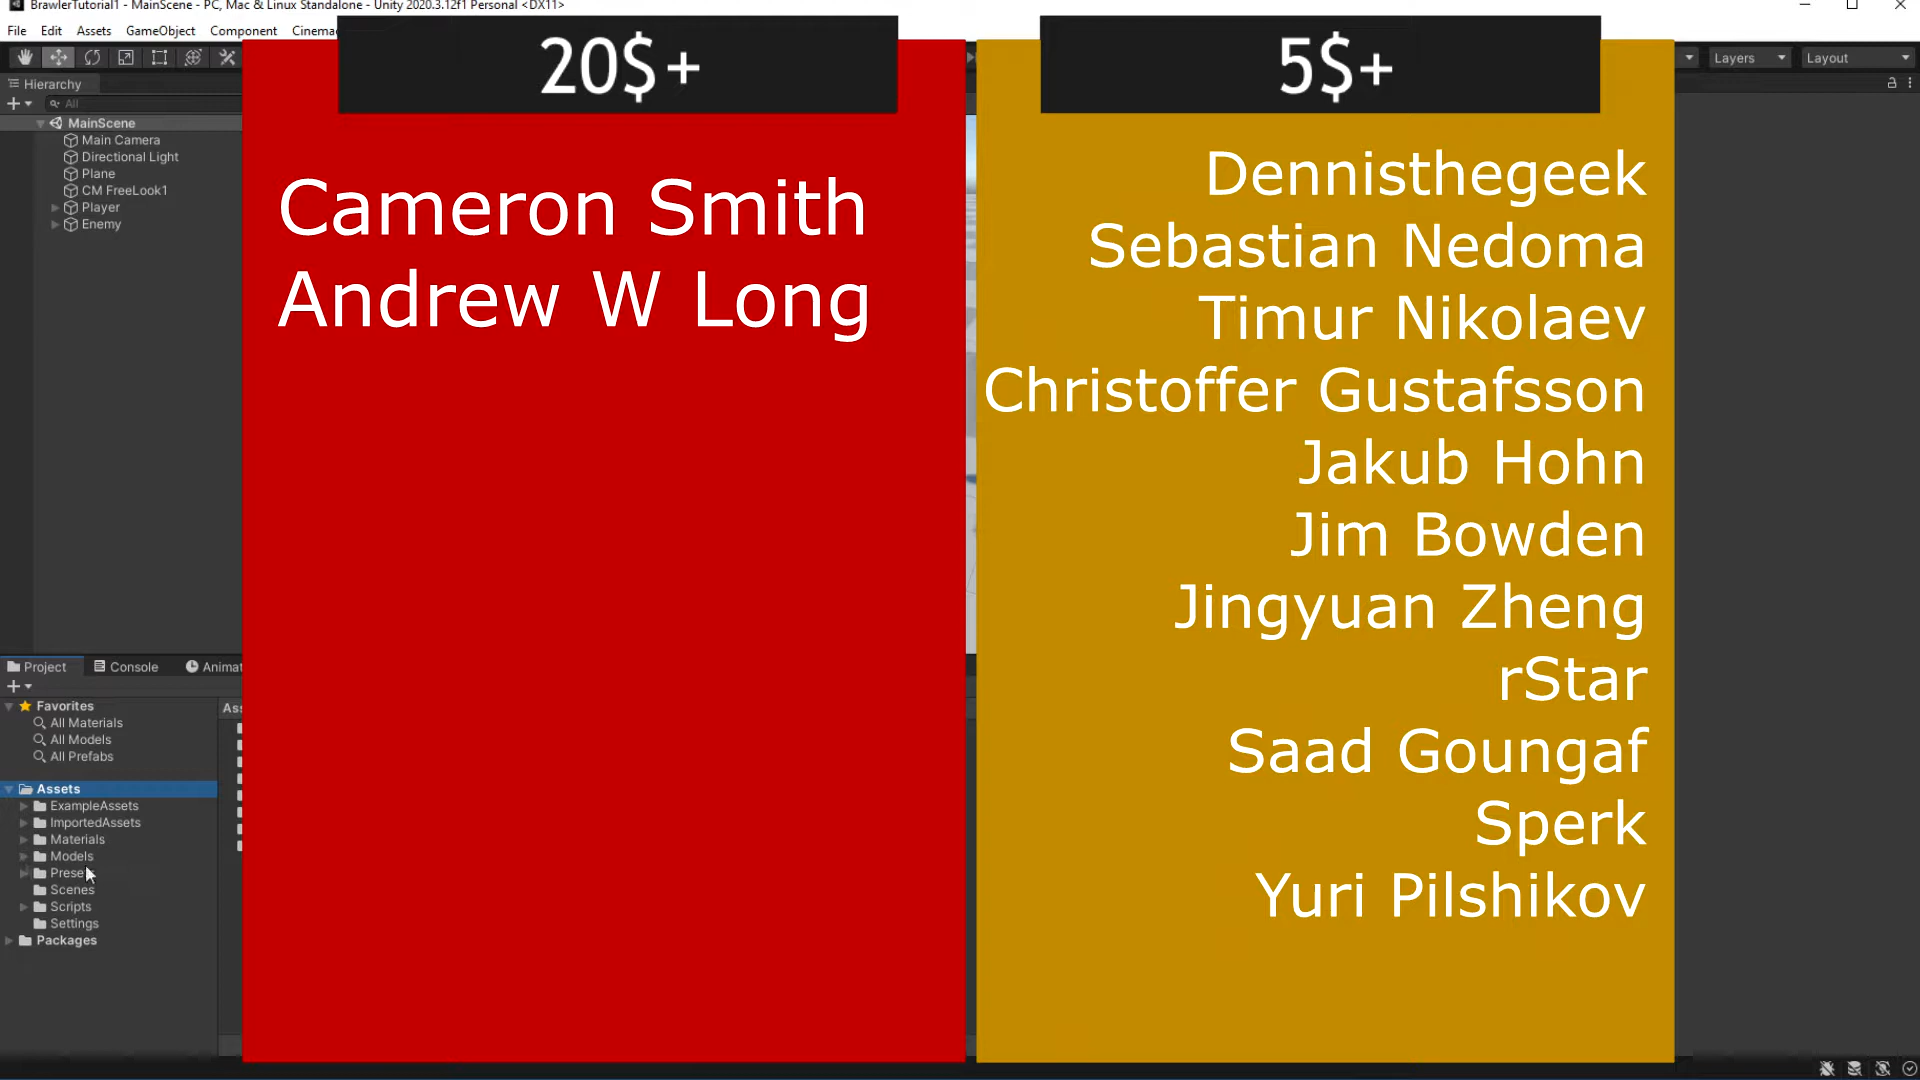 BrawlerTutorial1 - MainScene - PC, Mac & Linux Standalone - Unity 2020.3.12f1 Personal <DX11>
File Edit Assets GameObject Component
Layers Layout
Hierarchy
All
MainScene
Main Camera
Directional Light
Plane
CM FreeLook1
Player
Enemy
20$+
Cameron Smith
Andrew W Long
5$+
Dennisthegeek
Sebastian Nedoma
Timur Nikolaev
Christoffer Gustafsson
Jakub Hohn
Jim Bowden
Jingyuan Zheng
rStar
Saad Goungaf
Sperk
Yuri Pilshikov
Project Console
Favorites
All Materials
All Models
All Prefabs
Assets
ExampleAssets
ImportedAssets
Materials
Models
Scenes
Scripts
Settings
Packages